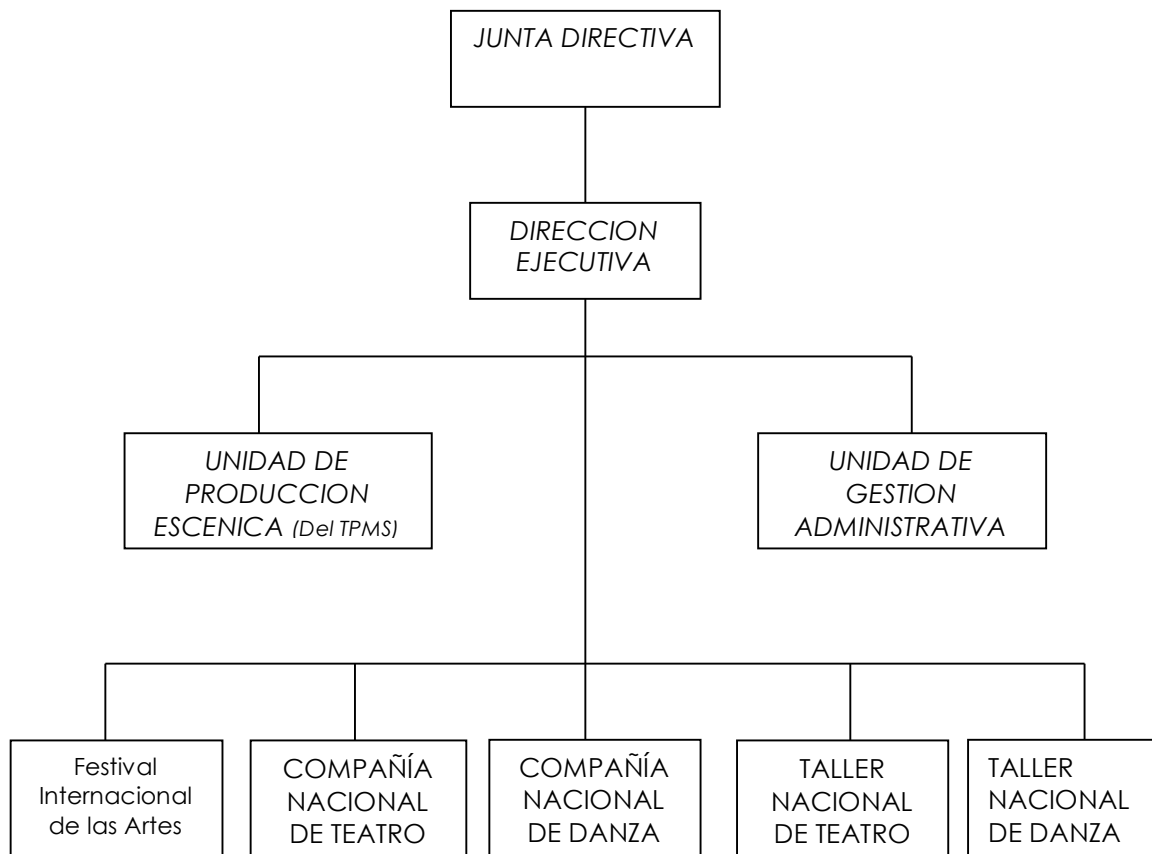 JUNTA DIRECTIVA
DIRECCION
EJECUTIVA
UNIDAD DE
PRODUCCION
ESCENICA (Del TPMS)
UNIDAD DE
GESTION
ADMINISTRATIVA
Festival
Internacional
de las Artes
COMPAÑÍA
NACIONAL
DE TEATRO
COMPAÑÍA
NACIONAL
DE DANZA
TALLER
NACIONAL
DE TEATRO
TALLER
NACIONAL
DE DANZA